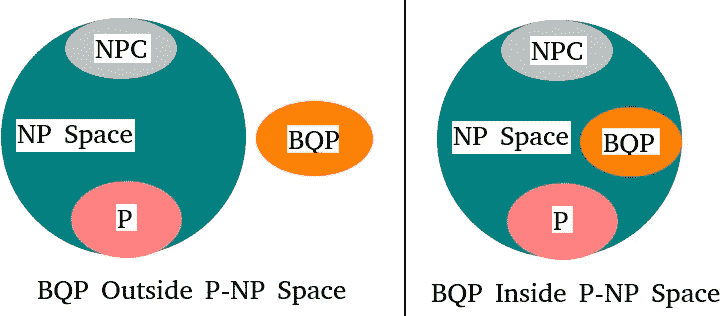 NPC
NP Space
BQP
P
BQP Outside P-NP Space
NPC
NP Space
BQP
P
BQP Inside P-NP Space